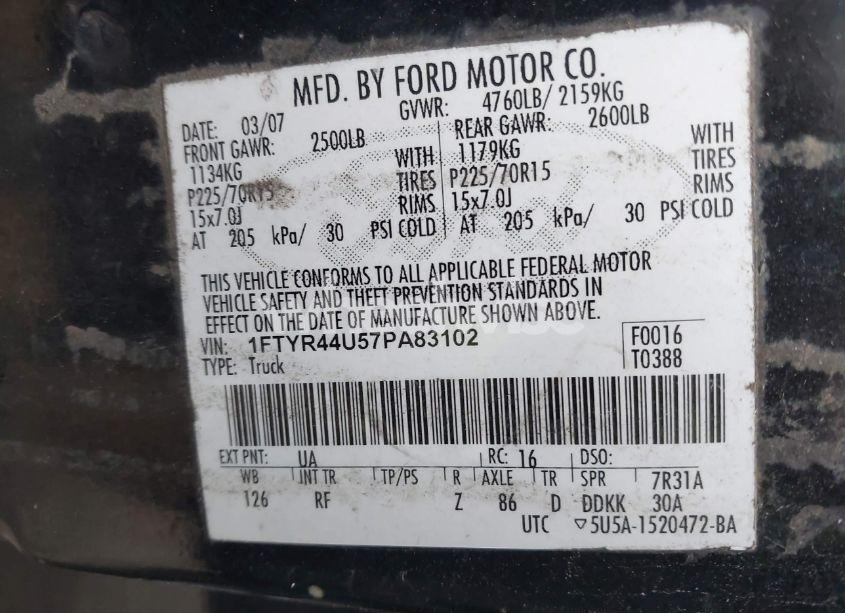 MFD. BY FORD MOTOR CO.
DATE: 03/07 GVWR: 4760LB/ 2159KG
FRONT GAWR: 2500LB REAR GAWR: 2600LB
1134KG WITH 1179KG WITH
P225/70R15 TIRES P225/70R15 TIRES
15x7.0J RIMS 15x7.0J RIMS
AT 205 kPa/ 30 PSI COLD AT 205 kPa/ 30 PSI COLD
THIS VEHICLE CONFORMS TO ALL APPLICABLE FEDERAL MOTOR
VEHICLE SAFETY AND THEFT PREVENTION STANDARDS IN
EFFECT ON THE DATE OF MANUFACTURE SHOWN ABOVE.
VIN: 1FTYR44U57PA83102 F0016
TYPE: Truck T0388
EXT PNT: UA RC: 16 DSO:
WB INT TR TP/PS R AXLE TR SPR 7R31A
126 RF Z 86 D DDKK 30A
UTC ▽5U5A-1520472-BA